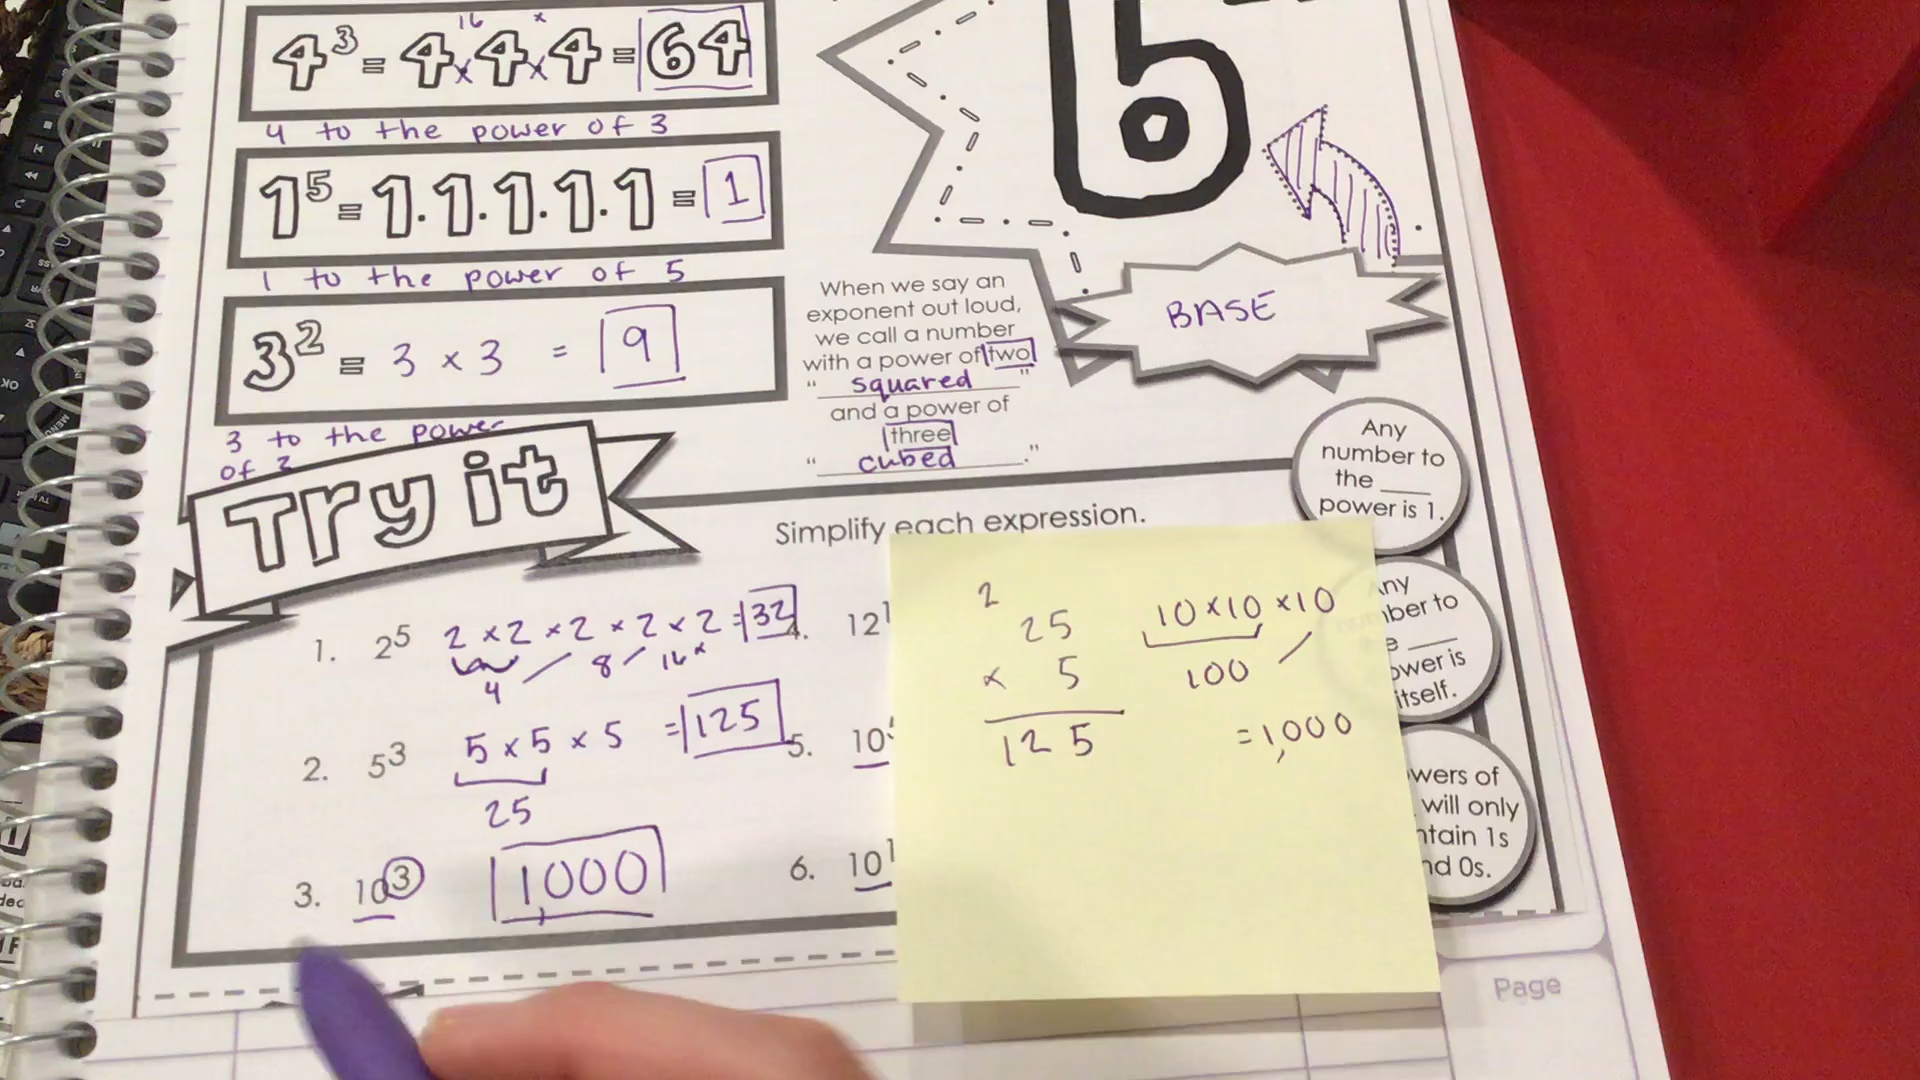 16 ×
4³ = 4 × 4 × 4 = 64
4 to the power of 3
1⁵ = 1 · 1 · 1 · 1 · 1 = 1
1 to the power of 5
3² = 3 × 3 = 9
3 to the power
of 2
6
When we say an
exponent out loud,
we call a number
with a power of two
" squared "
and a power of
three
" cubed ."
BASE
Any
number to
the ____
power is 1.
Try it
Simplify each expression.
1. 2⁵ 2 × 2 × 2 × 2 × 2 = 32
4 8 16 ×
2. 5³ 5 × 5 × 5 = 125
25
3. 10³ 1,000
12¹
5. 10
6. 10¹
2
25
× 5
125
10 × 10 × 10
100
= 1,000
power is
itself.
will only
1s
0s.
Page